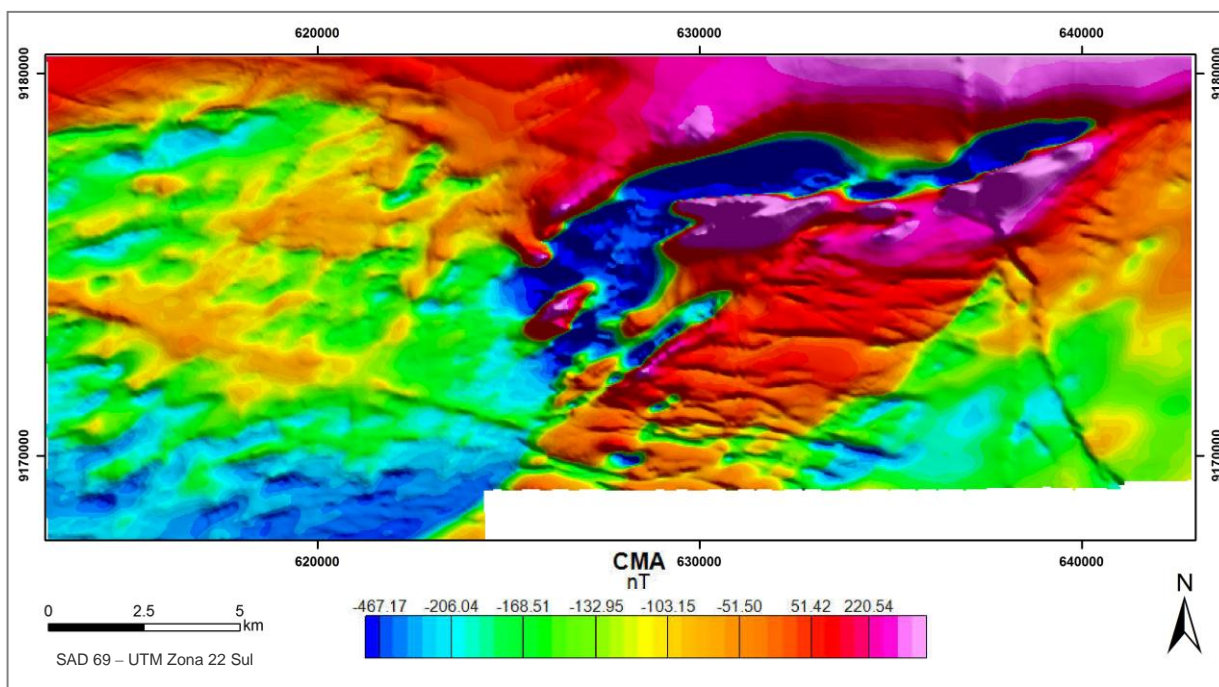 620000 630000 640000
9180000 9180000
9170000 9170000
620000 630000 640000
CMA
nT
-467.17 -206.04 -168.51 -132.95 -103.15 -51.50 51.42 220.54
N
0 2.5 5
km
SAD 69 – UTM Zona 22 Sul